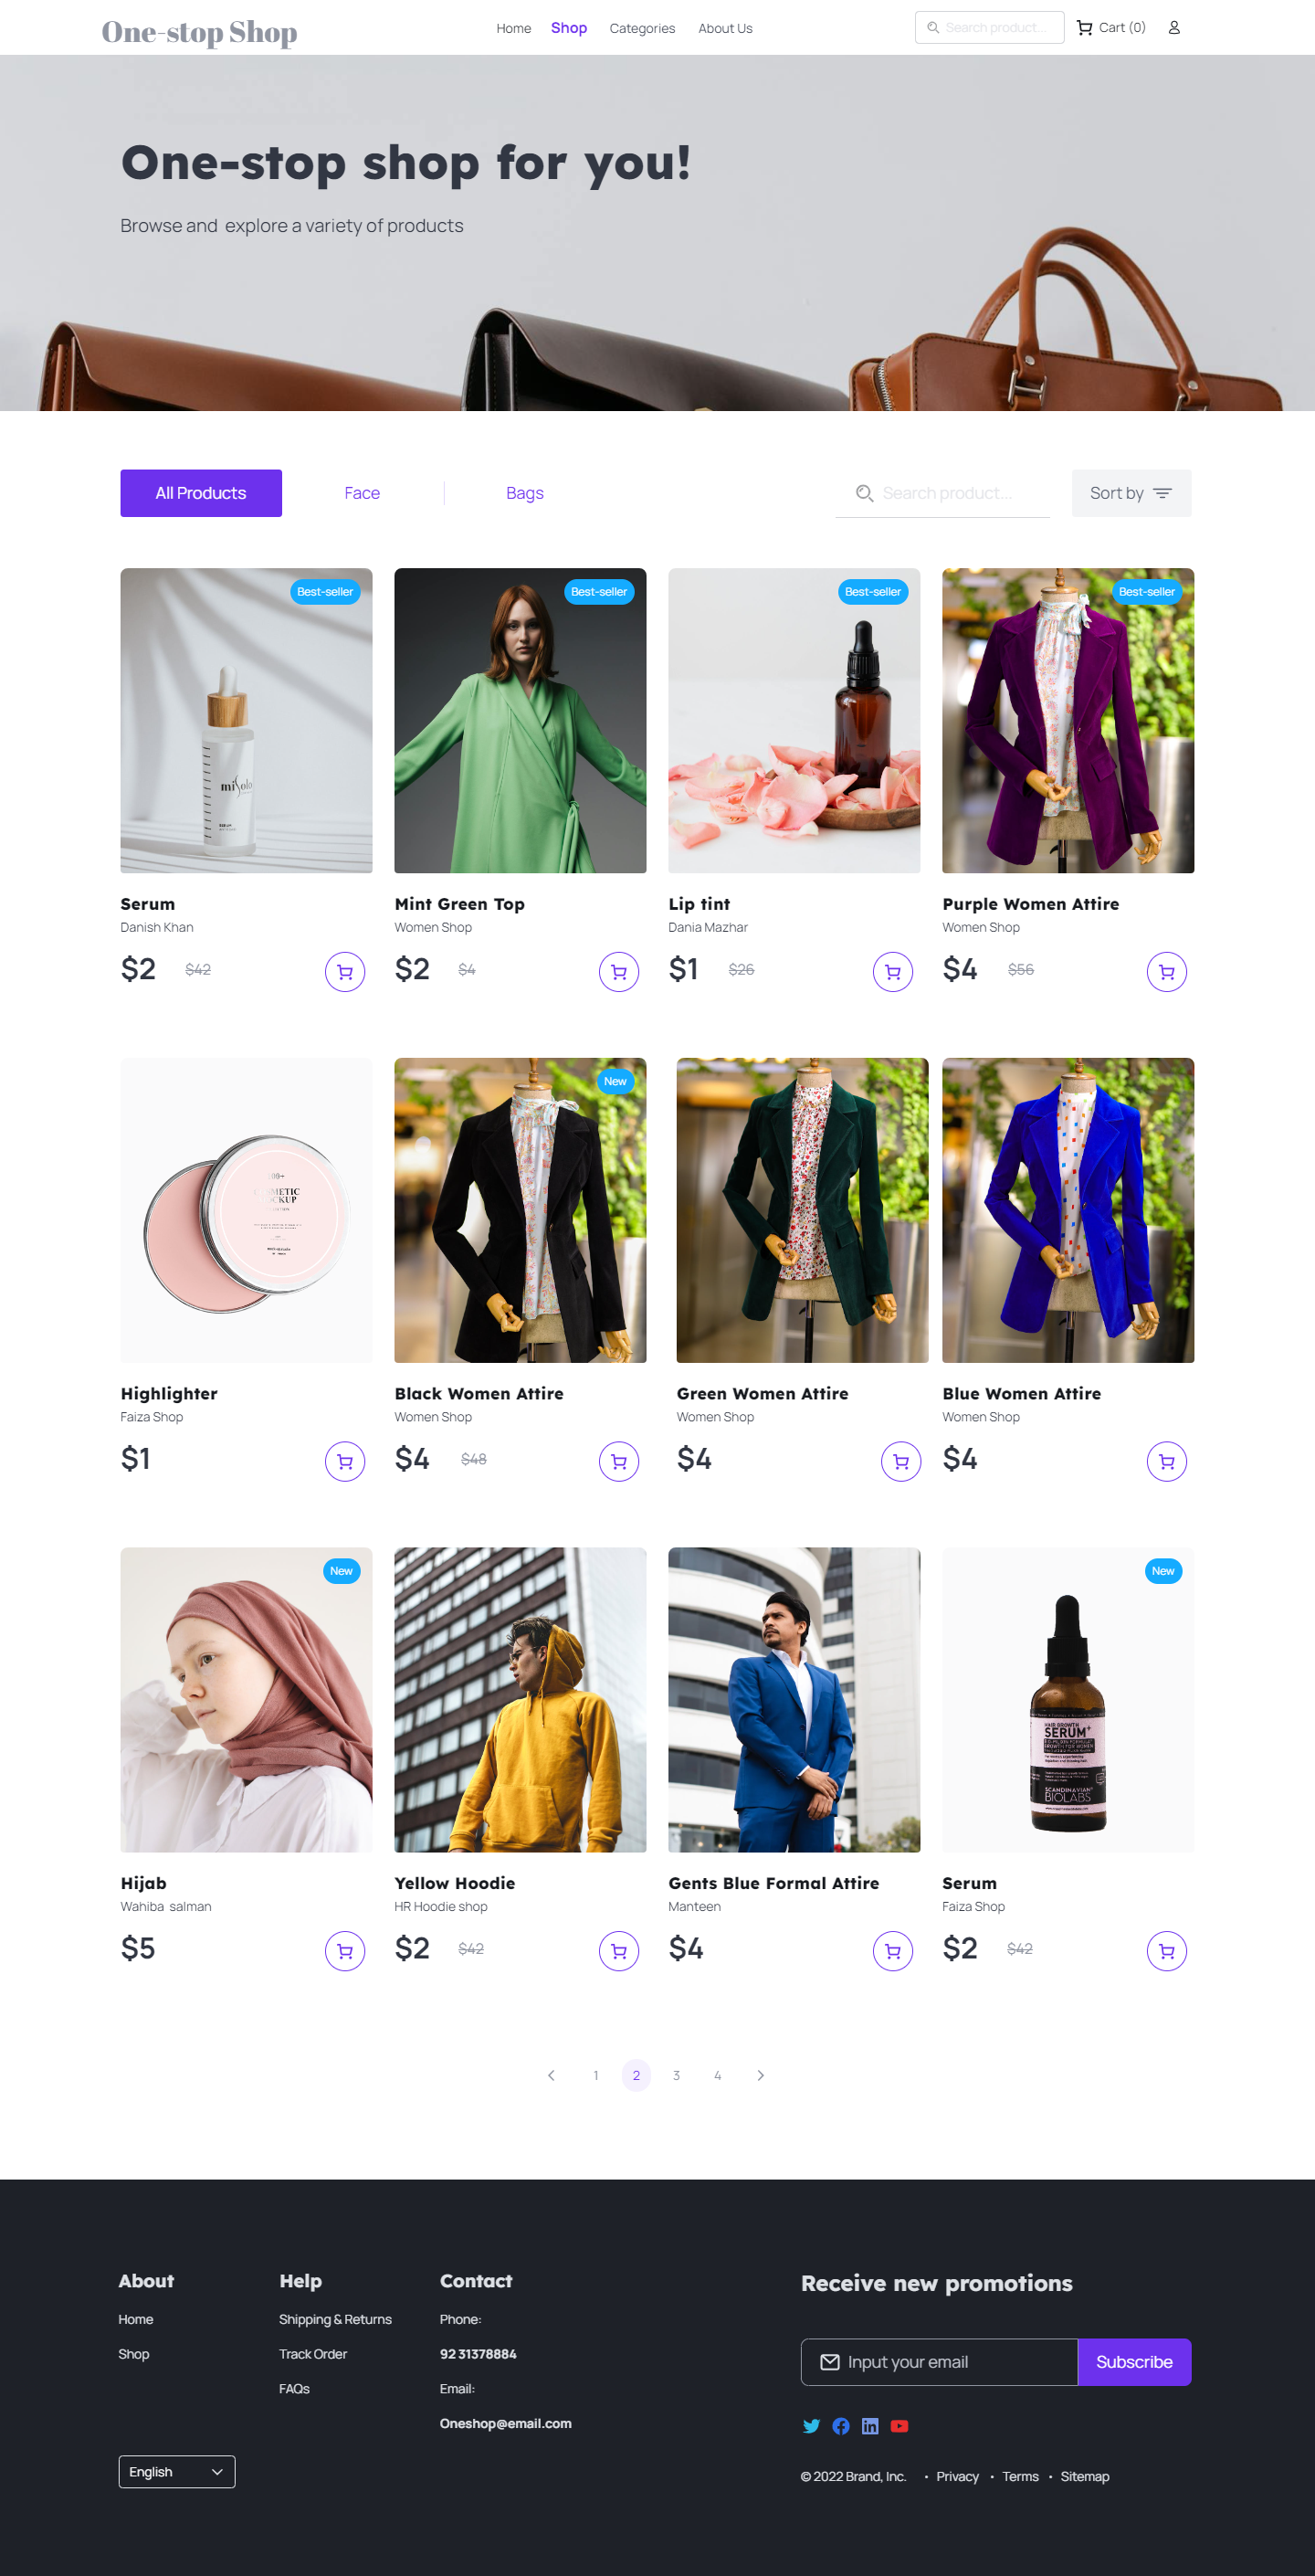 One-stop Shop
Home Shop Categories About Us
Search product...
Cart (0)
One-stop shop for you!
Browse and explore a variety of products
All Products
Face
Bags
Search product...
Sort by
Best-seller
Best-seller
Best-seller
Best-seller
miSolo
SERUM
Serum
Danish Khan
$2 $42
Mint Green Top
Women Shop
$2 $4
Lip tint
Dania Mazhar
$1 $26
Purple Women Attire
Women Shop
$4 $56
New
Highlighter
Faiza Shop
$1
Black Women Attire
Women Shop
$4 $48
Green Women Attire
Women Shop
$4
Blue Women Attire
Women Shop
$4
New
New
HAIR GROWTH
SERUM+
SCANDINAVIAN
BIOLABS
Hijab
Wahiba salman
$5
Yellow Hoodie
HR Hoodie shop
$2 $42
Gents Blue Formal Attire
Manteen
$4
Serum
Faiza Shop
$2 $42
1 2 3 4
About
Home
Shop
Help
Shipping & Returns
Track Order
FAQs
Contact
Phone:
92 31378884
Email:
Oneshop@email.com
English
Receive new promotions
Input your email
Subscribe
© 2022 Brand, Inc. • Privacy • Terms • Sitemap